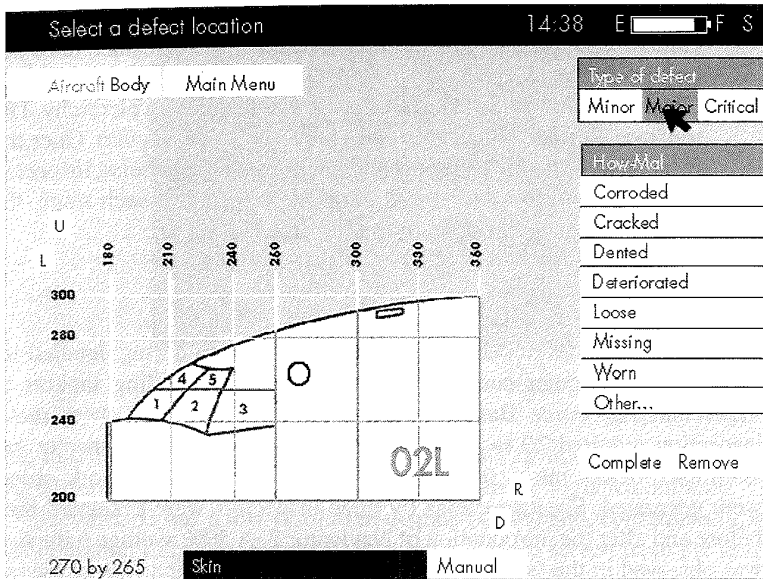 Select a defect location 14:38 E F S
Aircraft Body Main Menu
Type of defect
Minor Major Critical
How-Mal
Corroded
Cracked
Dented
Deteriorated
Loose
Missing
Worn
Other...
Complete Remove
U
L 180 210 240 260 300 330 360
300
280
240
200
4 5
1 2 3
02L
R
D
270 by 265 Skin Manual